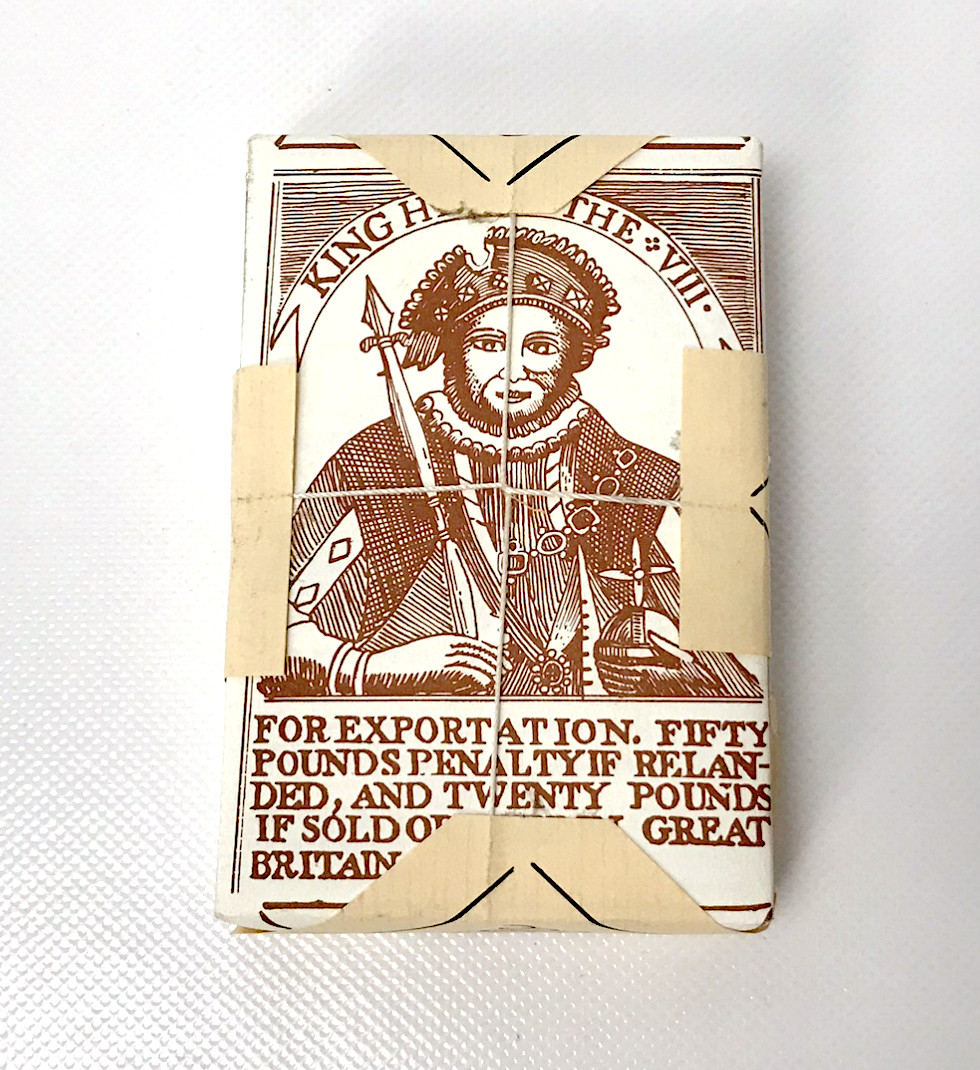 KING THE VIII.
FOR EXPORTATION. FIFTY
POUNDS PENALTY IF RELAN-
DED, AND TWENTY POUNDS
IF SOLD GREAT
BRITAIN